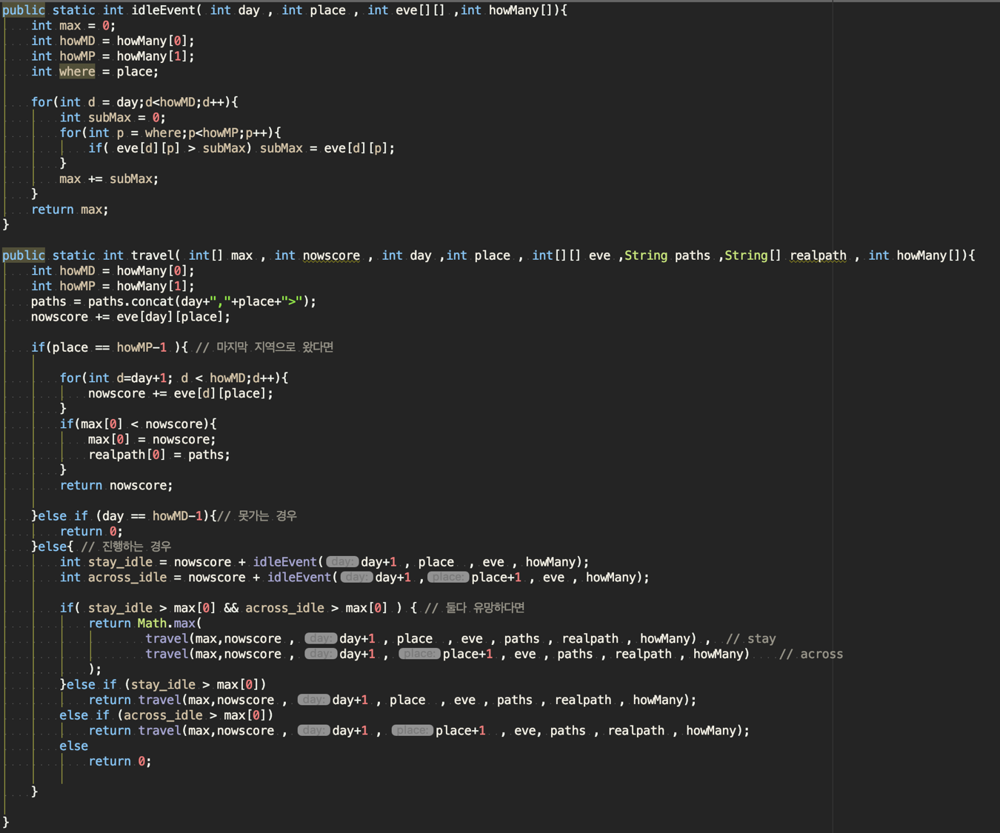 public static int idleEvent( int day , int place , int eve[][] ,int howMany[]){
int max = 0;
int howMD = howMany[0];
int howMP = howMany[1];
int where = place;
for(int d = day;d<howMD;d++){
int subMax = 0;
for(int p = where;p<howMP;p++){
if( eve[d][p] > subMax) subMax = eve[d][p];
}
max += subMax;
}
return max;
}
public static int travel( int[] max , int nowscore , int day ,int place , int[][] eve ,String paths ,String[] realpath , int howMany[]){
int howMD = howMany[0];
int howMP = howMany[1];
paths = paths.concat(day+","+place+">");
nowscore += eve[day][place];
if(place == howMP-1 ){ // 마지막 지역으로 왔다면
for(int d=day+1; d < howMD;d++){
nowscore += eve[d][place];
}
if(max[0] < nowscore){
max[0] = nowscore;
realpath[0] = paths;
}
return nowscore;
}else if (day == howMD-1){// 못가는 경우
return 0;
}else{ // 진행하는 경우
int stay_idle = nowscore + idleEvent( day: day+1 , place  , eve , howMany);
int across_idle = nowscore + idleEvent( day: day+1 , place: place+1 , eve , howMany);
if( stay_idle > max[0] && across_idle > max[0] ) { // 둘다 유망하다면
return Math.max(
travel(max,nowscore , day: day+1 , place  , eve , paths , realpath , howMany) ,  // stay
travel(max,nowscore , day: day+1 , place: place+1 , eve , paths , realpath , howMany)    // across
);
}else if (stay_idle > max[0])
return travel(max,nowscore , day: day+1 , place  , eve , paths , realpath , howMany);
else if (across_idle > max[0])
return travel(max,nowscore , day: day+1 , place: place+1  , eve, paths , realpath , howMany);
else
return 0;
}
}